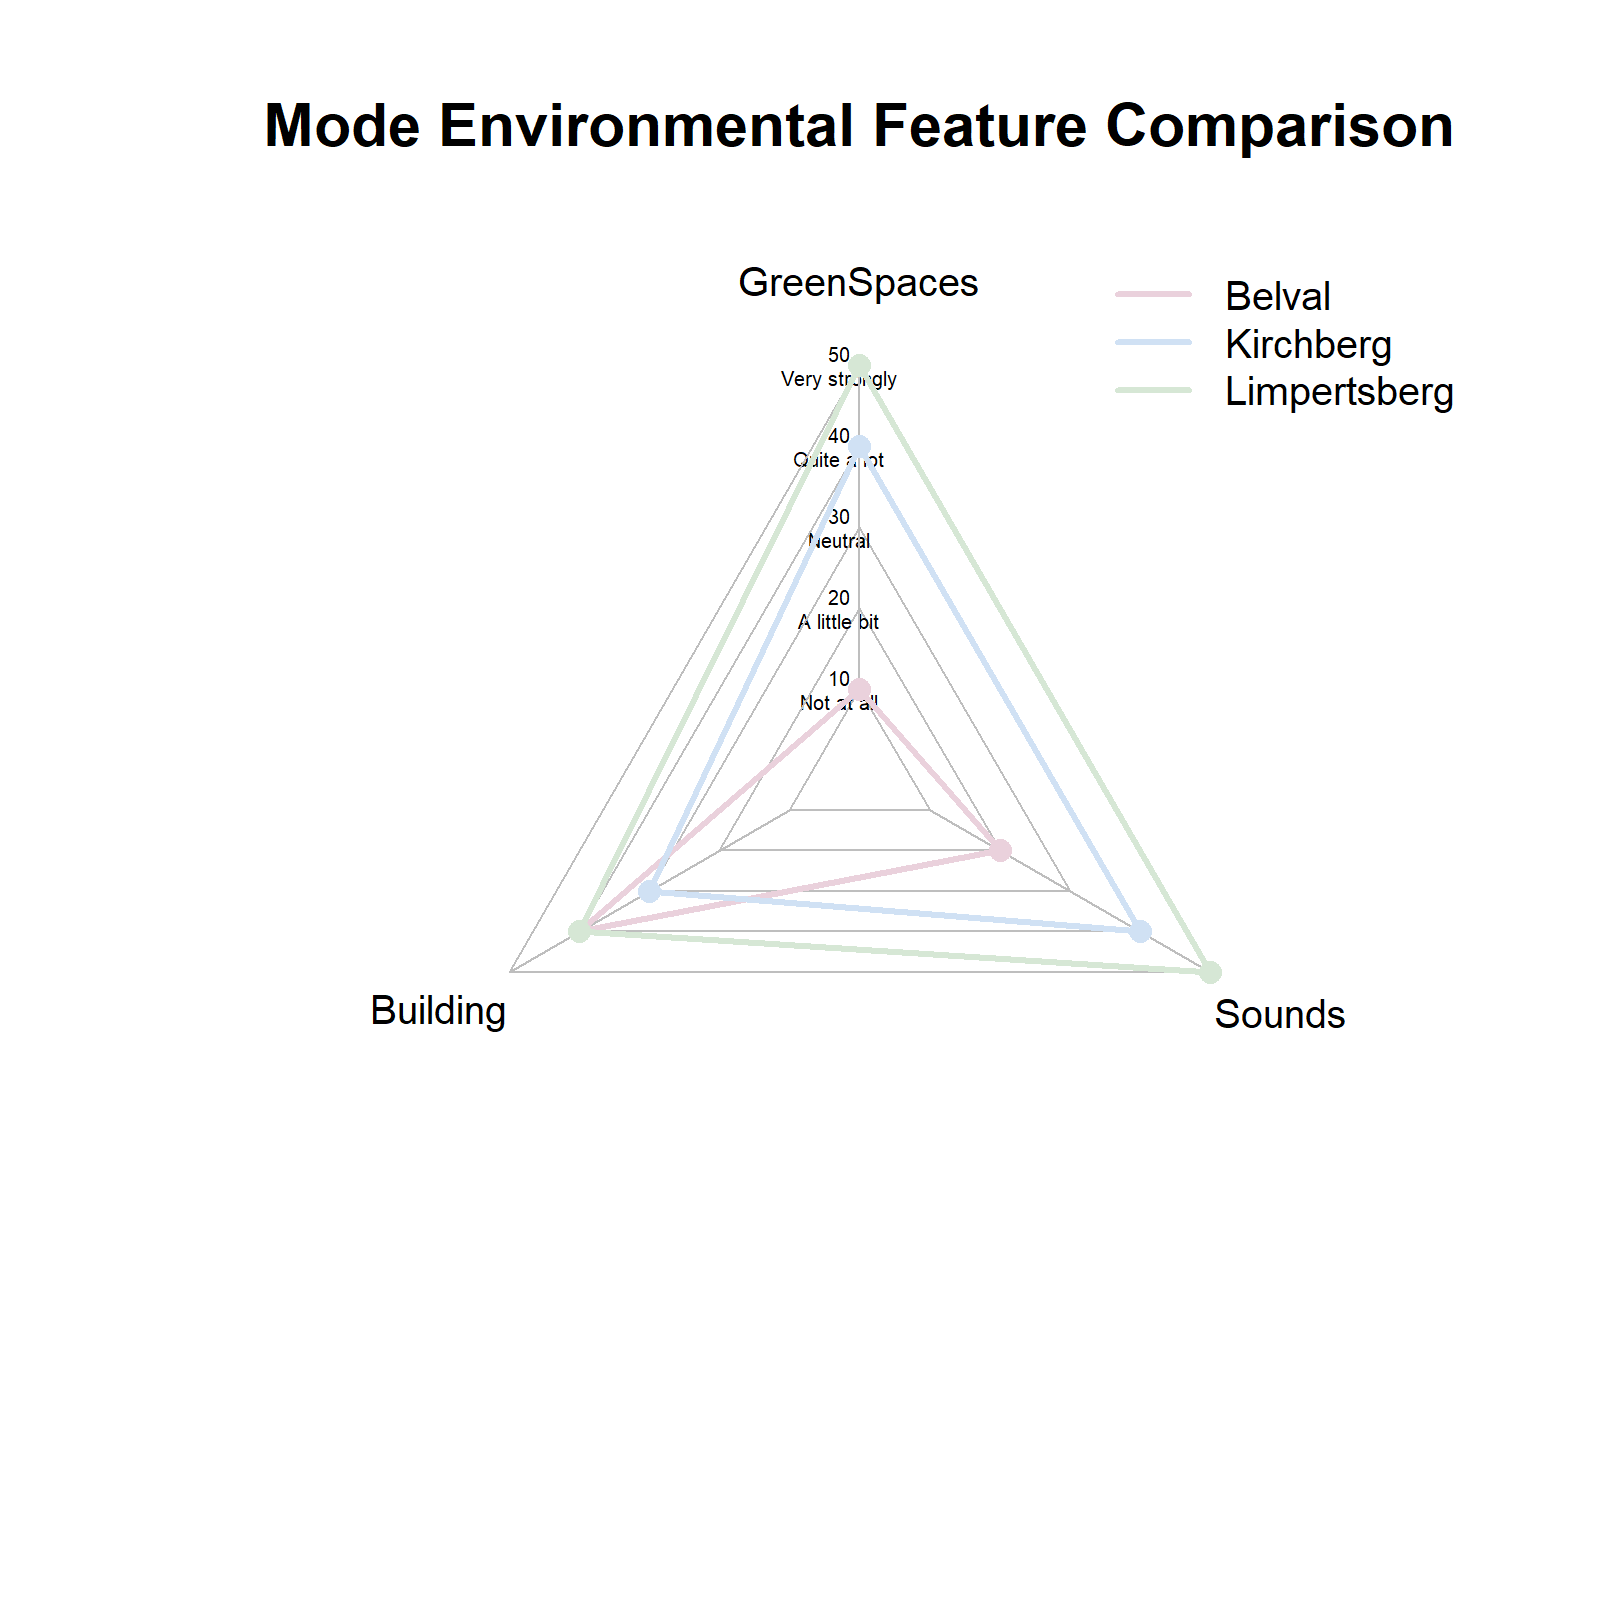 Mode Environmental Feature Comparison
GreenSpaces
Belval
Kirchberg
Limpertsberg
50
Very strongly
40
Quite a lot
30
Neutral
20
A little bit
10
Not at all
Building
Sounds